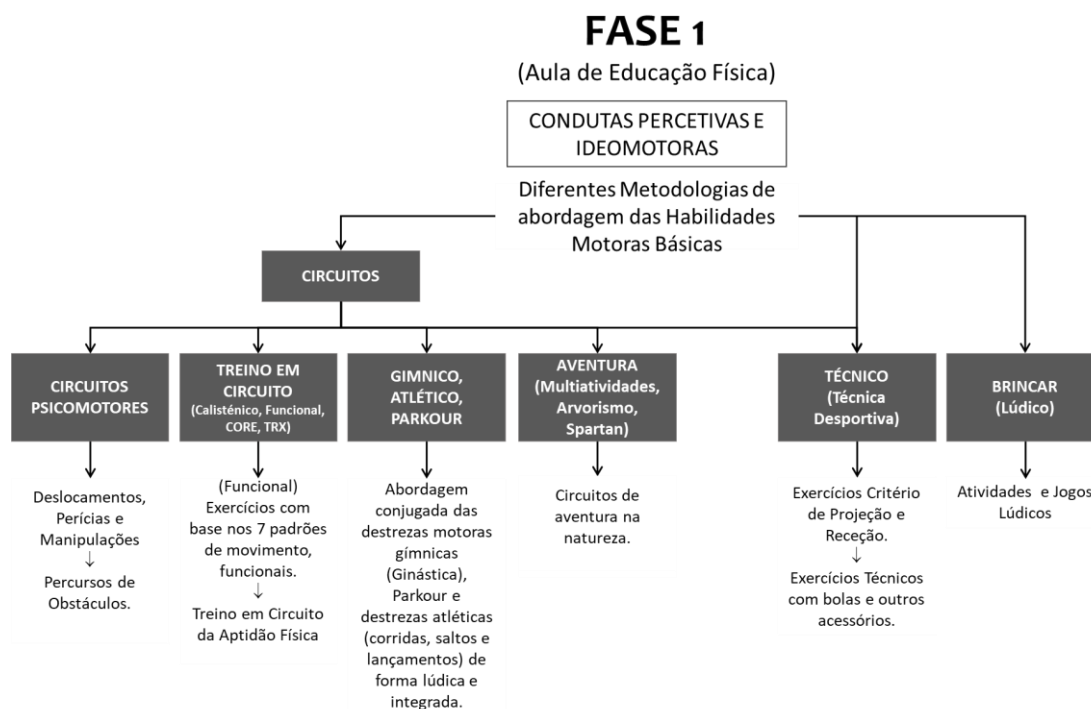 FASE 1
(Aula de Educação Física)
CONDUTAS PERCETIVAS E
IDEOMOTORAS
Diferentes Metodologias de
abordagem das Habilidades
Motoras Básicas
CIRCUITOS
CIRCUITOS
PSICOMOTORES
TREINO EM
CIRCUITO
(Calisténico, Funcional,
CORE, TRX)
GIMNICO,
ATLÉTICO,
PARKOUR
AVENTURA
(Multiatividades,
Arvorismo,
Spartan)
TÉCNICO
(Técnica
Desportiva)
BRINCAR
(Lúdico)
Deslocamentos,
Perícias e
Manipulações
↓
Percursos de
Obstáculos.
(Funcional)
Exercícios com
base nos 7 padrões
de movimento,
funcionais.
↓
Treino em Circuito
da Aptidão Física
Abordagem
conjugada das
destrezas motoras
gímnicas
(Ginástica),
Parkour e
destrezas atléticas
(corridas, saltos e
lançamentos) de
forma lúdica e
integrada.
Circuitos de
aventura na
natureza.
Exercícios Critério
de Projeção e
Receção.
↓
Exercícios Técnicos
com bolas e outros
acessórios.
Atividades e Jogos
Lúdicos